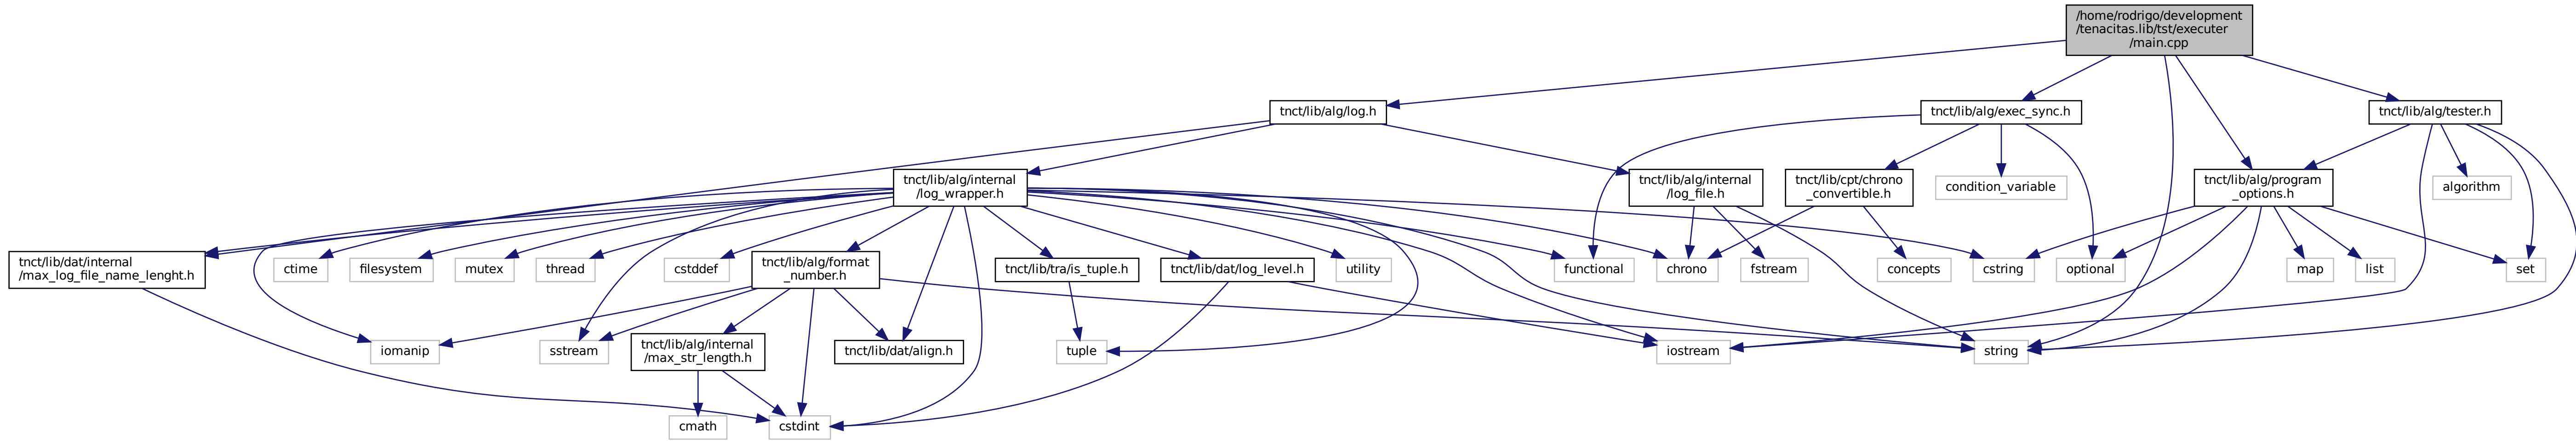 /home/rodrigo/development
/tenacitas.lib/tst/executer
/main.cpp
tnct/lib/alg/log.h
tnct/lib/alg/exec_sync.h
tnct/lib/alg/tester.h
tnct/lib/alg/internal
/log_wrapper.h
tnct/lib/alg/internal
/log_file.h
tnct/lib/cpt/chrono
_convertible.h
condition_variable
tnct/lib/alg/program
_options.h
algorithm
tnct/lib/dat/internal
/max_log_file_name_lenght.h
ctime
filesystem
mutex
thread
cstddef
tnct/lib/alg/format
_number.h
tnct/lib/tra/is_tuple.h
tnct/lib/dat/log_level.h
utility
functional
chrono
fstream
concepts
cstring
optional
map
list
set
iomanip
sstream
tnct/lib/alg/internal
/max_str_length.h
tnct/lib/dat/align.h
tuple
iostream
string
cmath
cstdint